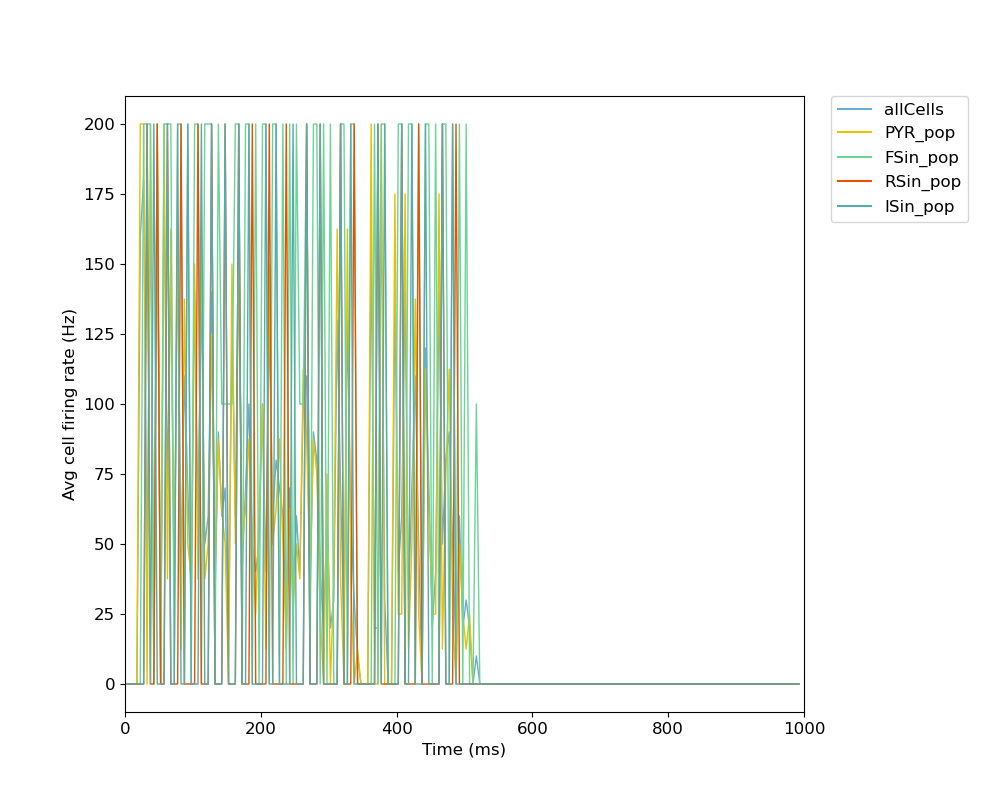 allCells
PYR_pop
FSin_pop
RSin_pop
ISin_pop
Avg cell firing rate (Hz)
200
175
150
125
100
75
50
25
0
0 200 400 600 800 1000
Time (ms)